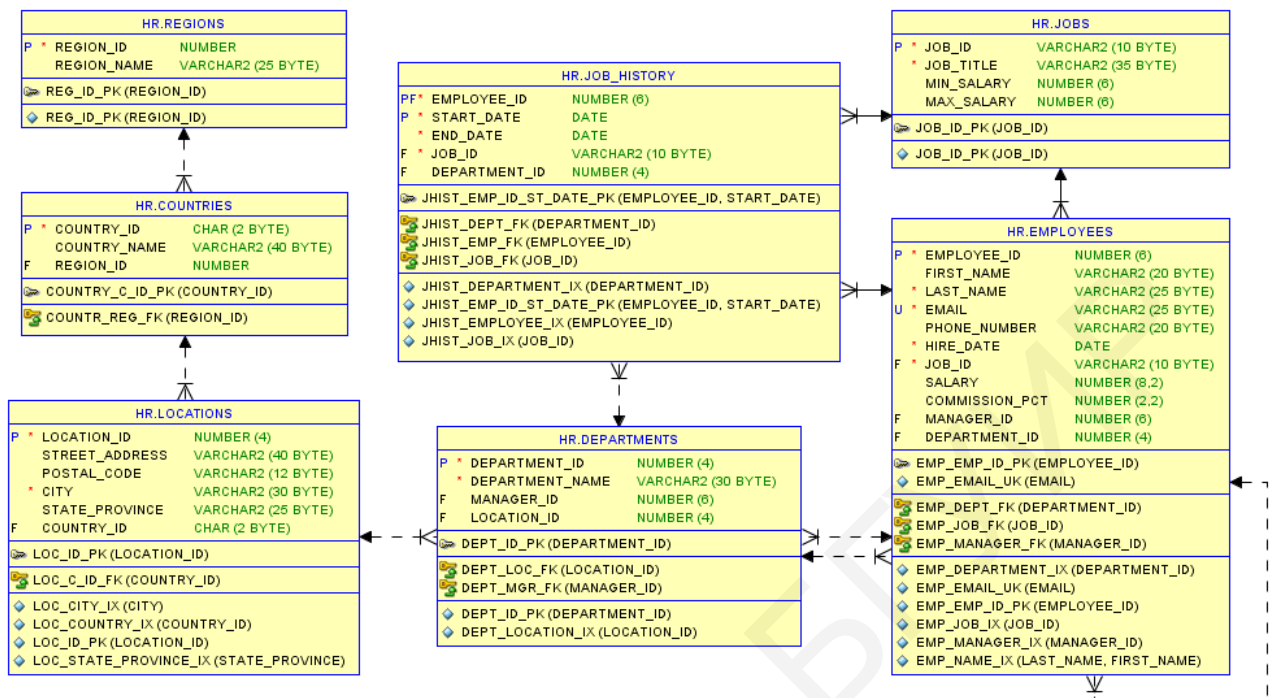 HR.REGIONS
P * REGION_ID NUMBER
REGION_NAME VARCHAR2 (25 BYTE)
REG_ID_PK (REGION_ID)
REG_ID_PK (REGION_ID)
HR.COUNTRIES
P * COUNTRY_ID CHAR (2 BYTE)
COUNTRY_NAME VARCHAR2 (40 BYTE)
F REGION_ID NUMBER
COUNTRY_C_ID_PK (COUNTRY_ID)
COUNTR_REG_FK (REGION_ID)
HR.LOCATIONS
P * LOCATION_ID NUMBER (4)
STREET_ADDRESS VARCHAR2 (40 BYTE)
POSTAL_CODE VARCHAR2 (12 BYTE)
* CITY VARCHAR2 (30 BYTE)
STATE_PROVINCE VARCHAR2 (25 BYTE)
F COUNTRY_ID CHAR (2 BYTE)
LOC_ID_PK (LOCATION_ID)
LOC_C_ID_FK (COUNTRY_ID)
LOC_CITY_IX (CITY)
LOC_COUNTRY_IX (COUNTRY_ID)
LOC_ID_PK (LOCATION_ID)
LOC_STATE_PROVINCE_IX (STATE_PROVINCE)
HR.JOB_HISTORY
PF* EMPLOYEE_ID NUMBER (6)
P * START_DATE DATE
* END_DATE DATE
F * JOB_ID VARCHAR2 (10 BYTE)
F DEPARTMENT_ID NUMBER (4)
JHIST_EMP_ID_ST_DATE_PK (EMPLOYEE_ID, START_DATE)
JHIST_DEPT_FK (DEPARTMENT_ID)
JHIST_EMP_FK (EMPLOYEE_ID)
JHIST_JOB_FK (JOB_ID)
JHIST_DEPARTMENT_IX (DEPARTMENT_ID)
JHIST_EMP_ID_ST_DATE_PK (EMPLOYEE_ID, START_DATE)
JHIST_EMPLOYEE_IX (EMPLOYEE_ID)
JHIST_JOB_IX (JOB_ID)
HR.DEPARTMENTS
P * DEPARTMENT_ID NUMBER (4)
* DEPARTMENT_NAME VARCHAR2 (30 BYTE)
F MANAGER_ID NUMBER (6)
F LOCATION_ID NUMBER (4)
DEPT_ID_PK (DEPARTMENT_ID)
DEPT_LOC_FK (LOCATION_ID)
DEPT_MGR_FK (MANAGER_ID)
DEPT_ID_PK (DEPARTMENT_ID)
DEPT_LOCATION_IX (LOCATION_ID)
HR.JOBS
P * JOB_ID VARCHAR2 (10 BYTE)
* JOB_TITLE VARCHAR2 (35 BYTE)
MIN_SALARY NUMBER (6)
MAX_SALARY NUMBER (6)
JOB_ID_PK (JOB_ID)
JOB_ID_PK (JOB_ID)
HR.EMPLOYEES
P * EMPLOYEE_ID NUMBER (6)
FIRST_NAME VARCHAR2 (20 BYTE)
* LAST_NAME VARCHAR2 (25 BYTE)
U * EMAIL VARCHAR2 (25 BYTE)
PHONE_NUMBER VARCHAR2 (20 BYTE)
* HIRE_DATE DATE
F * JOB_ID VARCHAR2 (10 BYTE)
SALARY NUMBER (8,2)
COMMISSION_PCT NUMBER (2,2)
F MANAGER_ID NUMBER (6)
F DEPARTMENT_ID NUMBER (4)
EMP_EMP_ID_PK (EMPLOYEE_ID)
EMP_EMAIL_UK (EMAIL)
EMP_DEPT_FK (DEPARTMENT_ID)
EMP_JOB_FK (JOB_ID)
EMP_MANAGER_FK (MANAGER_ID)
EMP_DEPARTMENT_IX (DEPARTMENT_ID)
EMP_EMAIL_UK (EMAIL)
EMP_EMP_ID_PK (EMPLOYEE_ID)
EMP_JOB_IX (JOB_ID)
EMP_MANAGER_IX (MANAGER_ID)
EMP_NAME_IX (LAST_NAME, FIRST_NAME)